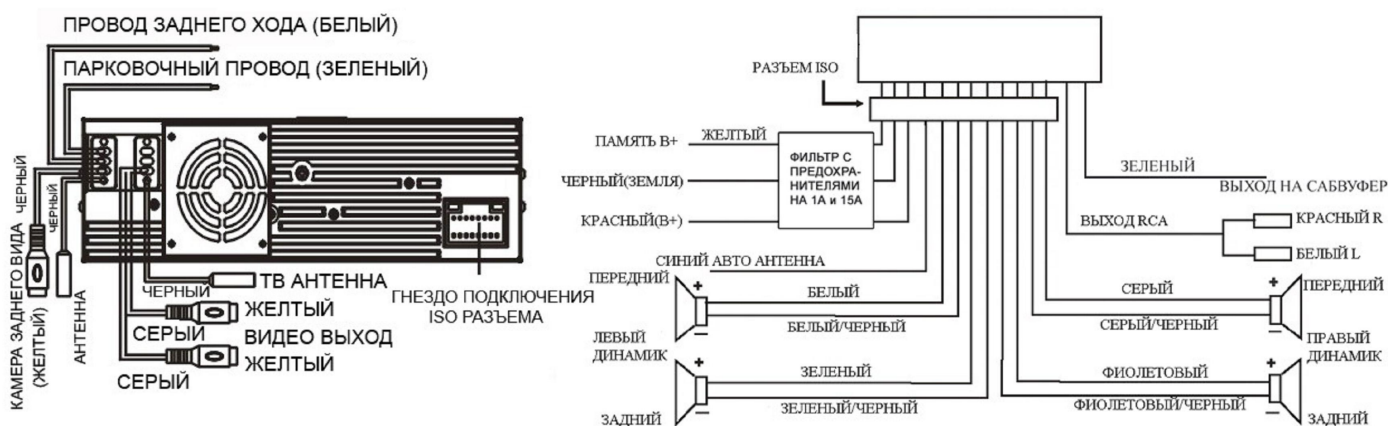 ПРОВОД ЗАДНЕГО ХОДА (БЕЛЫЙ)
ПАРКОВОЧНЫЙ ПРОВОД (ЗЕЛЕНЫЙ)
ЧЕРНЫЙ
ЧЕРНЫЙ
КАМЕРА ЗАДНЕГО ВИДА
(ЖЕЛТЫЙ)
АНТЕННА
ЧЕРНЫЙ
ТВ АНТЕННА
ЖЕЛТЫЙ
СЕРЫЙ
ВИДЕО ВЫХОД
ЖЕЛТЫЙ
СЕРЫЙ
ГНЕЗДО ПОДКЛЮЧЕНИЯ
ISO РАЗЪЕМА
РАЗЪЕМ ISO
ПАМЯТЬ B+
ЖЕЛТЫЙ
ЧЕРНЫЙ(ЗЕМЛЯ)
КРАСНЫЙ(B+)
ФИЛЬТР С
ПРЕДОХРА-
НИТЕЛЯМИ
НА 1А и 15А
СИНИЙ АВТО АНТЕННА
ЗЕЛЕНЫЙ
ВЫХОД НА САБВУФЕР
ВЫХОД RCA
КРАСНЫЙ R
БЕЛЫЙ L
ПЕРЕДНИЙ
+
БЕЛЫЙ
–
БЕЛЫЙ/ЧЕРНЫЙ
ЛЕВЫЙ
ДИНАМИК
+
ЗЕЛЕНЫЙ
–
ЗЕЛЕНЫЙ/ЧЕРНЫЙ
ЗАДНИЙ
СЕРЫЙ
+
ПЕРЕДНИЙ
СЕРЫЙ/ЧЕРНЫЙ
–
ПРАВЫЙ
ДИНАМИК
ФИОЛЕТОВЫЙ
+
ФИОЛЕТОВЫЙ/ЧЕРНЫЙ
–
ЗАДНИЙ